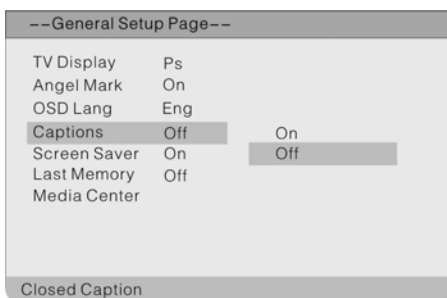 --General Setup Page--
TV Display Ps
Angel Mark On
OSD Lang Eng
Captions Off On
Screen Saver On Off
Last Memory Off
Media Center
Closed Caption